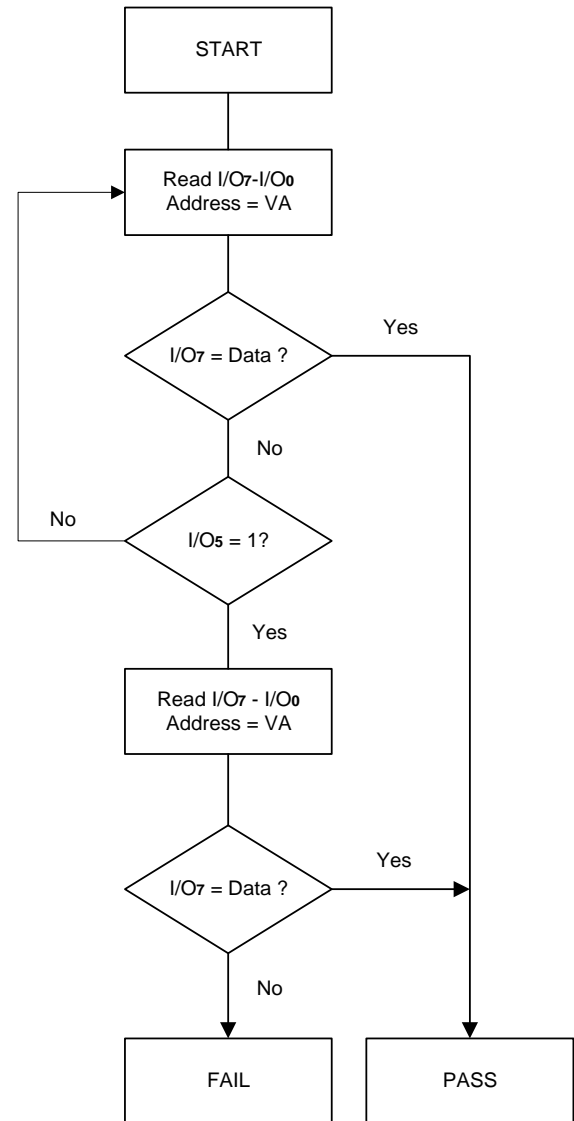 START
Read I/O7-I/O0
Address = VA
Yes
I/O7 = Data ?
No
No
I/O5 = 1?
Yes
Read I/O7 - I/O0
Address = VA
Yes
I/O7 = Data ?
No
FAIL
PASS